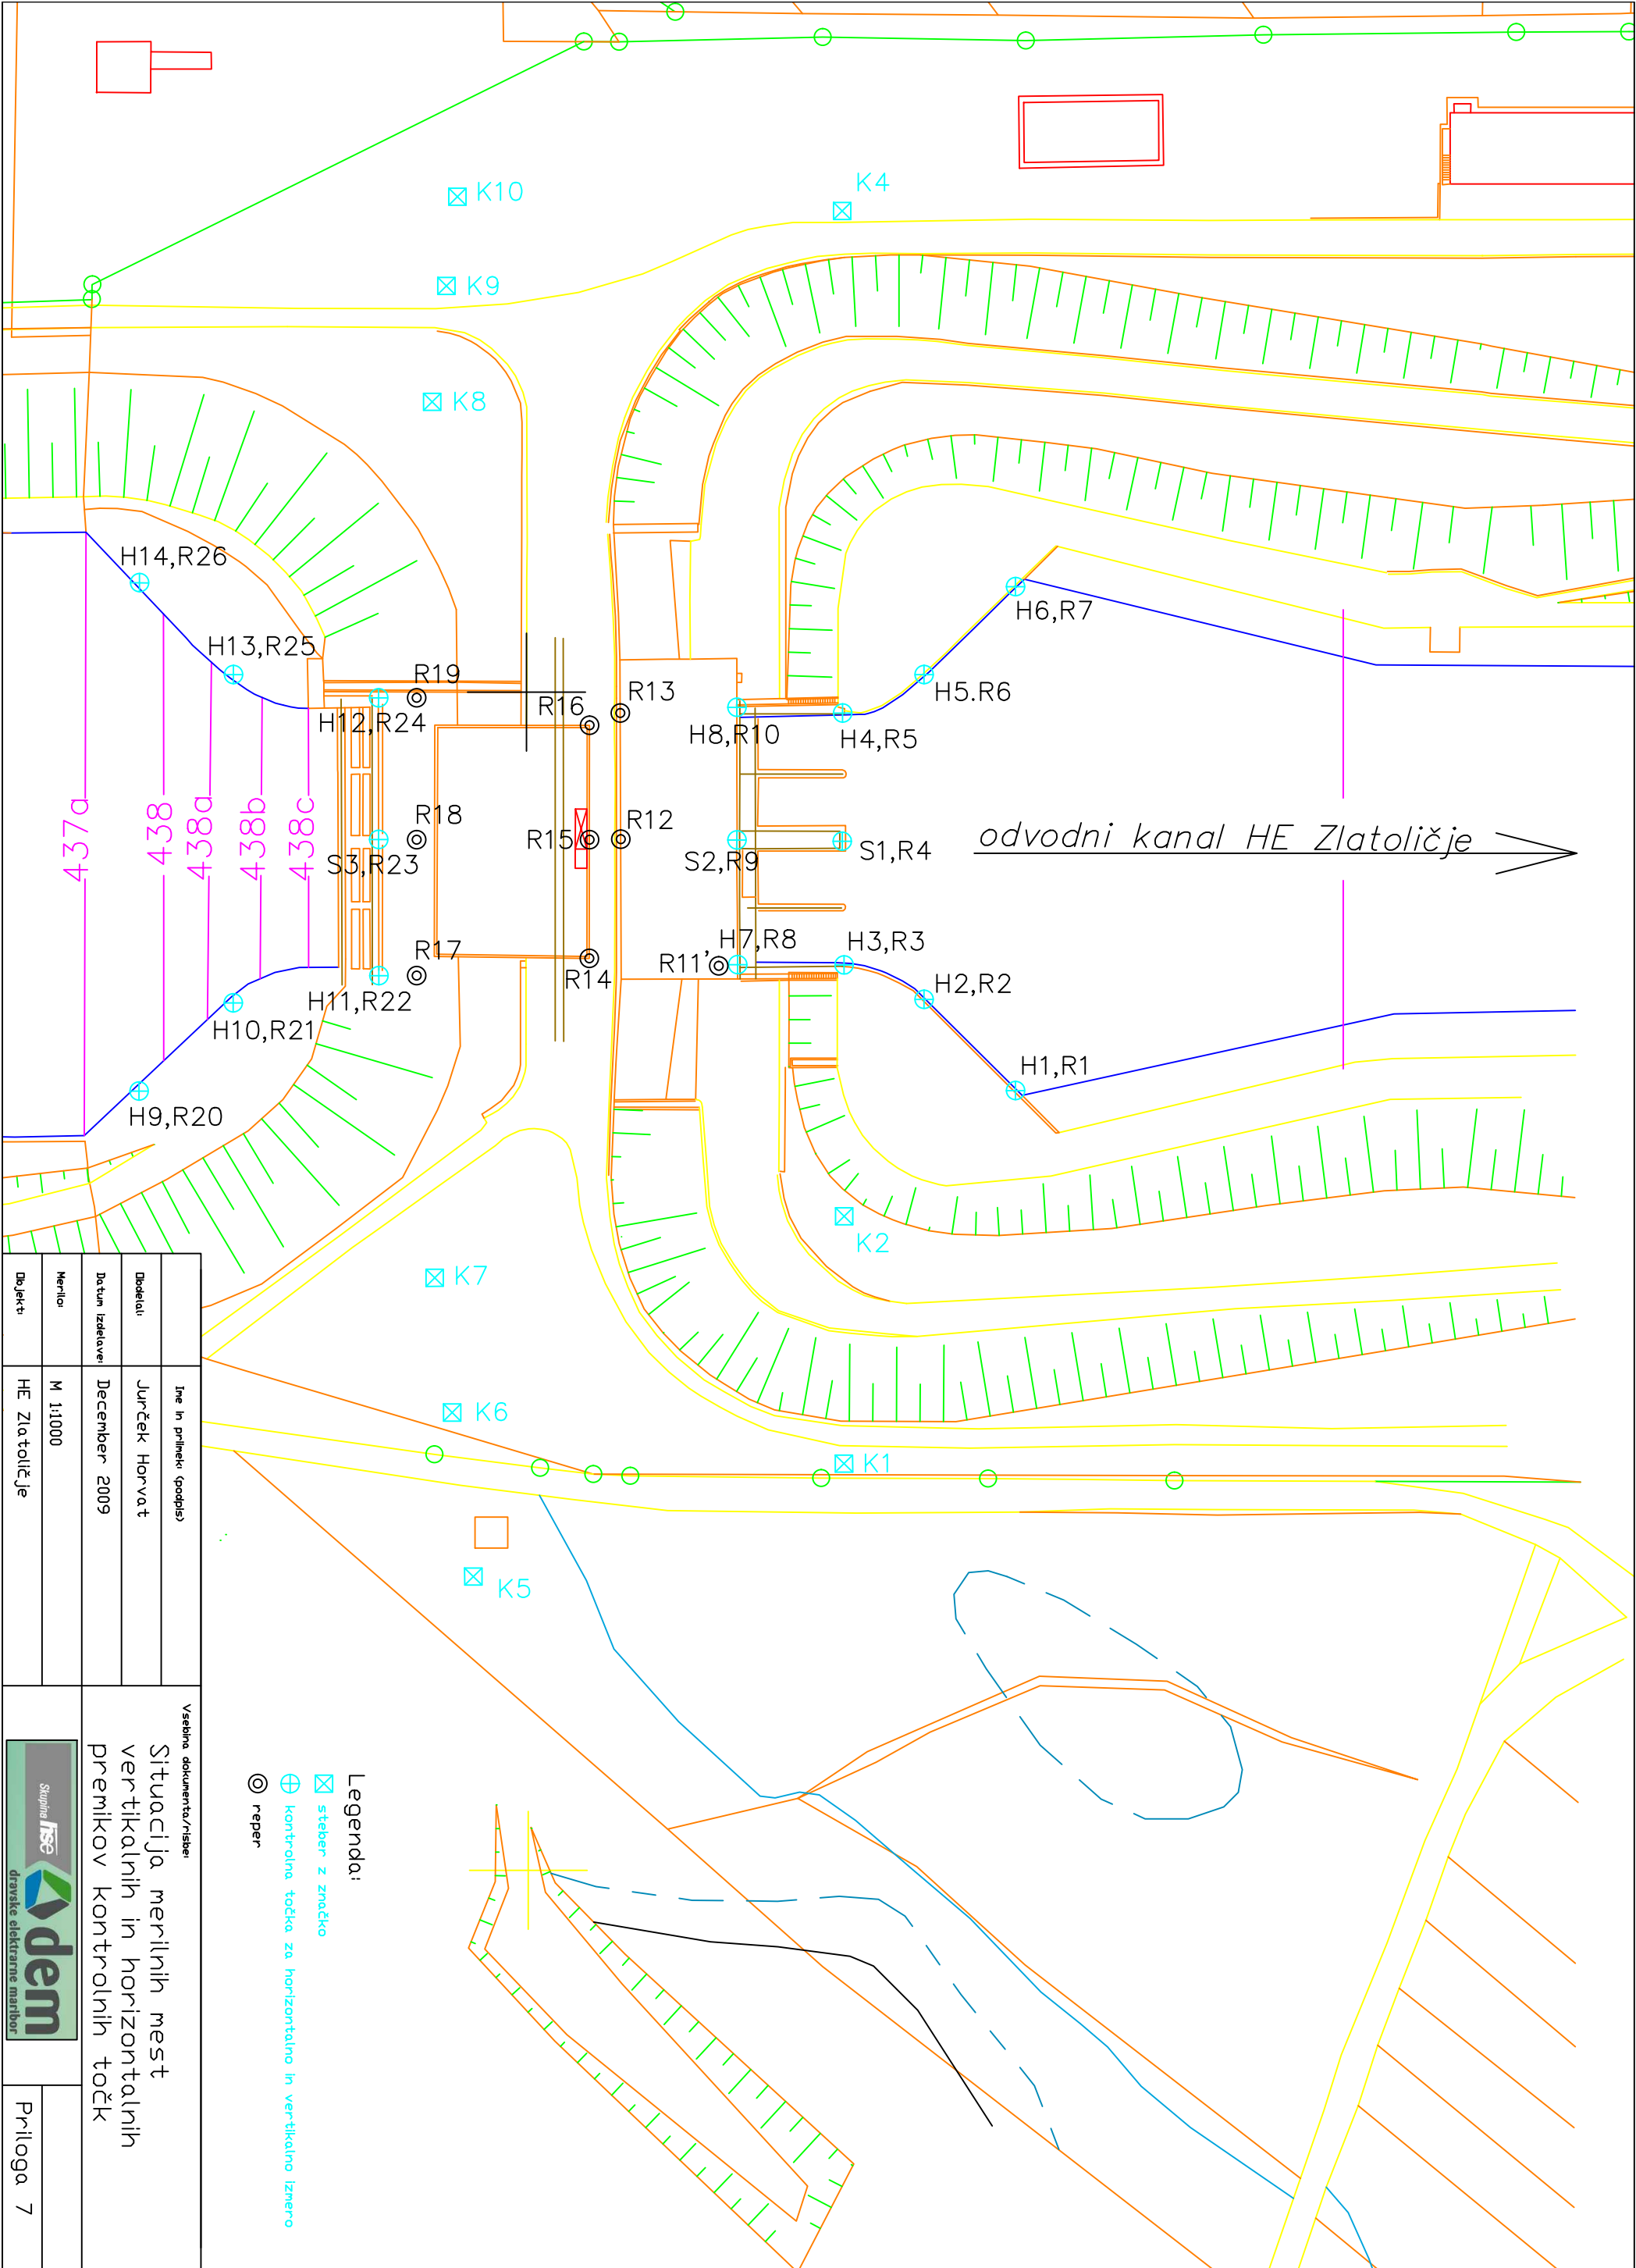 K10
K4
K9
K8
H14,R26
H6,R7
H13,R25
R19
R16
R13
H5.R6
H12,R24
H8,R10
H4,R5
437a
438
438a
438b
438c
R18
S3,R23
R15
R12
S2,R9
S1,R4
odvodni kanal HE Zlatoličje
R17
R14
R11'
H7,R8
H3,R3
H11,R22
H10,R21
H2,R2
H9,R20
H1,R1
K2
K7
K6
K1
K5
Legenda:
steber z značko
kontrolna točka za horizontalno in vertikalno izmero
reper
Ime in priimek: (podpis)
Obdelal: Jurček Horvat
Datum izdelave: December 2009
Merilo: M 1:1000
Objekt: HE Zlatoličje
Vsebina dokumenta/risbe:
Situacija merilnih mest
vertikalnih in horizontalnih
premikov kontrolnih točk
Skupina hse
dem
dravske elektrarne maribor
Priloga 7